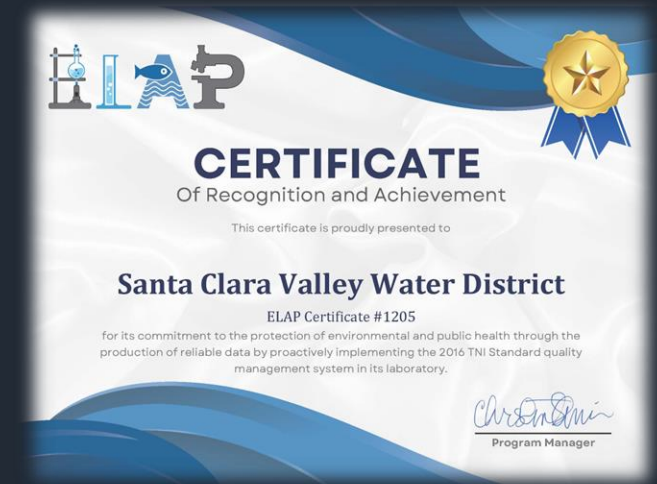 ELAP
CERTIFICATE
Of Recognition and Achievement
This certificate is proudly presented to
Santa Clara Valley Water District
ELAP Certificate #1205
for its commitment to the protection of environmental and public health through the
production of reliable data by proactively implementing the 2016 TNI Standard quality
management system in its laboratory.
Program Manager